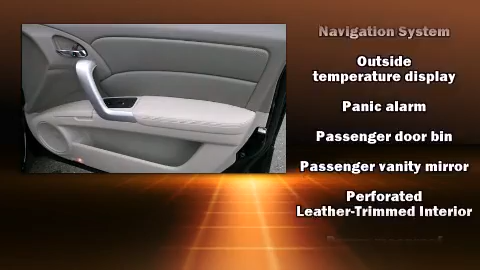 Navigation System
Outside
temperature display
Panic alarm
Passenger door bin
Passenger vanity mirror
Perforated
Leather-Trimmed Interior